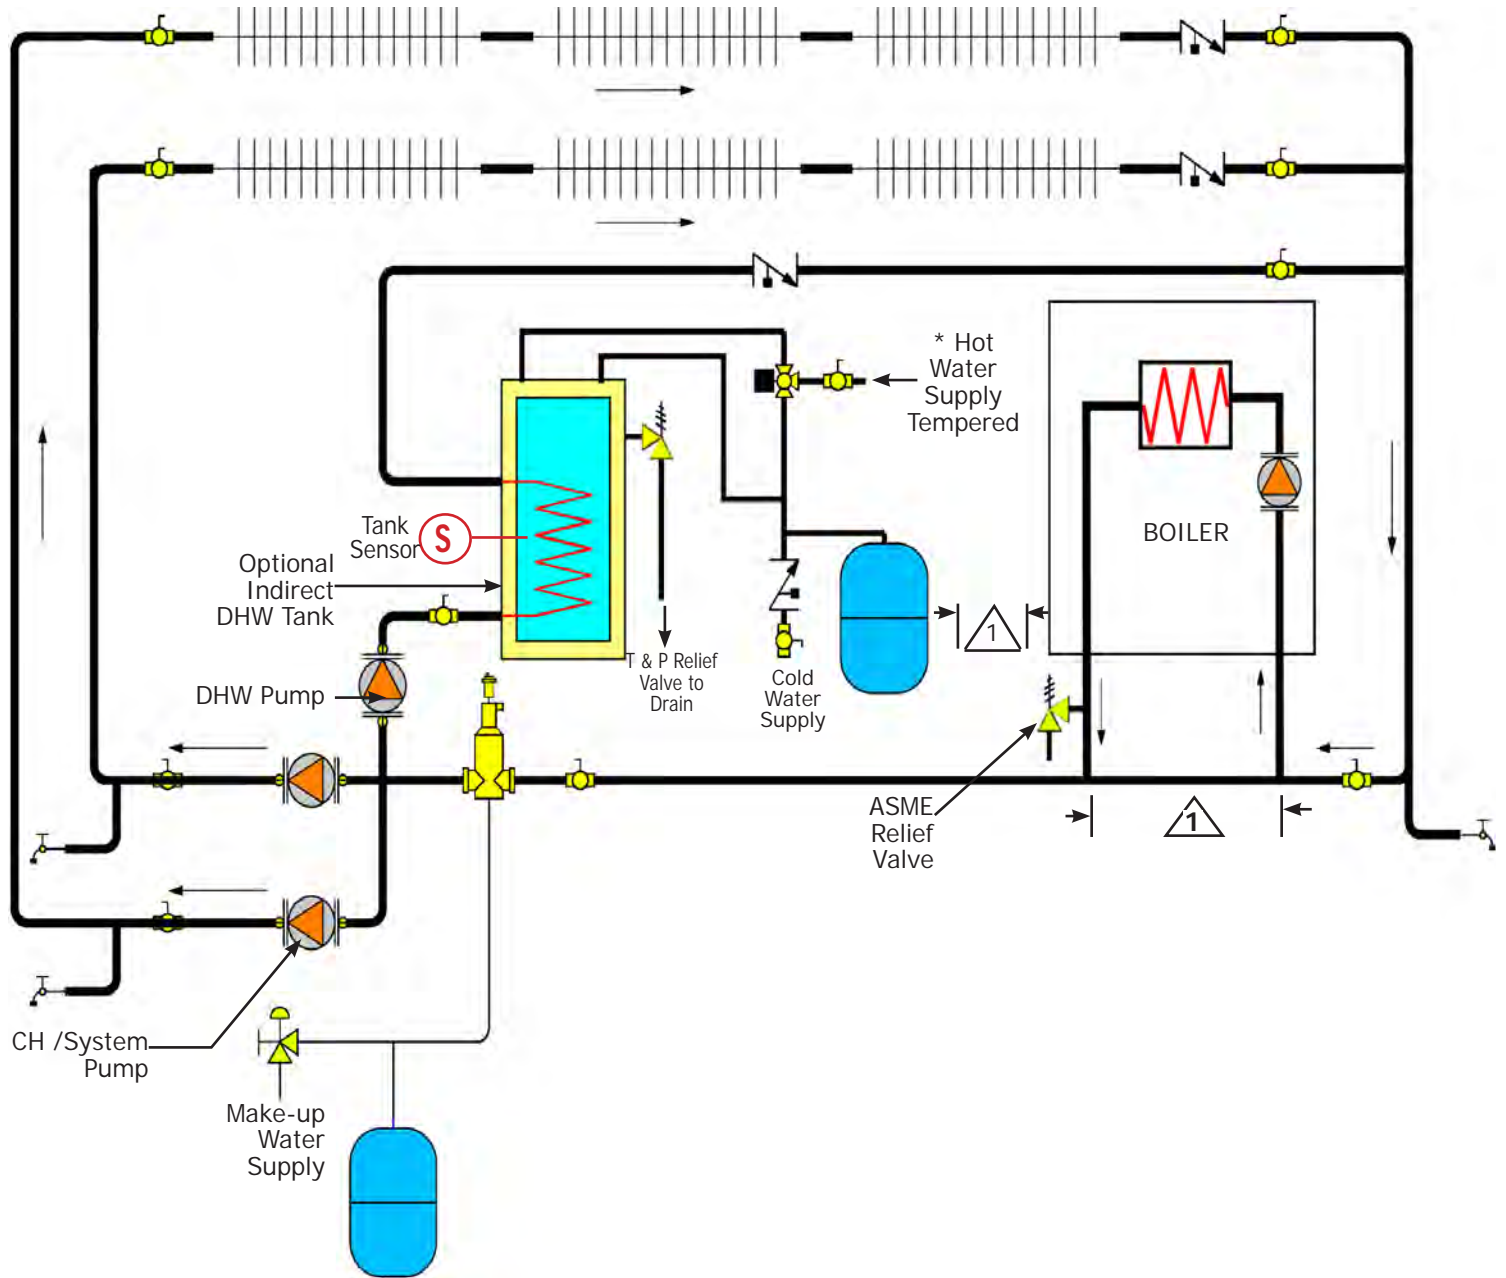 * Hot
Water
Supply
Tempered
BOILER
Tank
Sensor
S
Optional
Indirect
DHW Tank
1
T & P Relief
Valve to
Drain
Cold
Water
Supply
DHW Pump
ASME
Relief
Valve
1
CH /System
Pump
Make-up
Water
Supply